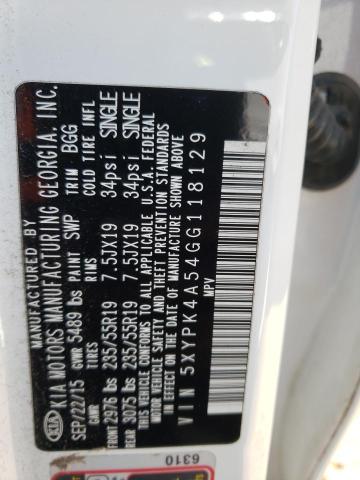 MANUFACTURED BY
KIA MOTORS MANUFACTURING GEORGIA. INC.
KIA
SEP/22/15 GVWR 5489 lbs PAINT SWP TRIM BGG
GAWR TIRES RIMS COLD TIRE INFL
FRONT 2976 lbs 235/55R19 7.5JX19 34psi SINGLE
REAR 3075 lbs 235/55R19 7.5JX19 34psi SINGLE
THIS VEHICLE CONFORMS TO ALL APPLICABLE U.S.A. FEDERAL
MOTOR VEHICLE SAFETY AND THEFT PREVENTION STANDARDS
IN EFFECT ON THE DATE OF MANUFACTURE SHOWN ABOVE
VIN 5XYPK4A54GG118129
MPV
6310